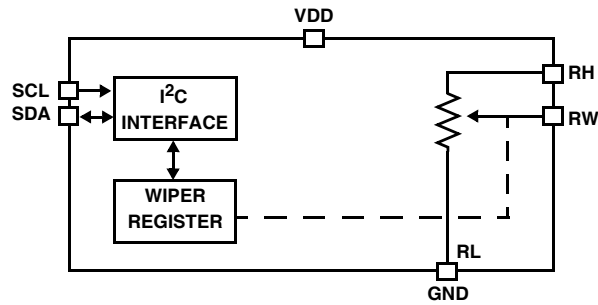 VDD
SCL
SDA
I²C
INTERFACE
WIPER
REGISTER
RH
RW
RL
GND